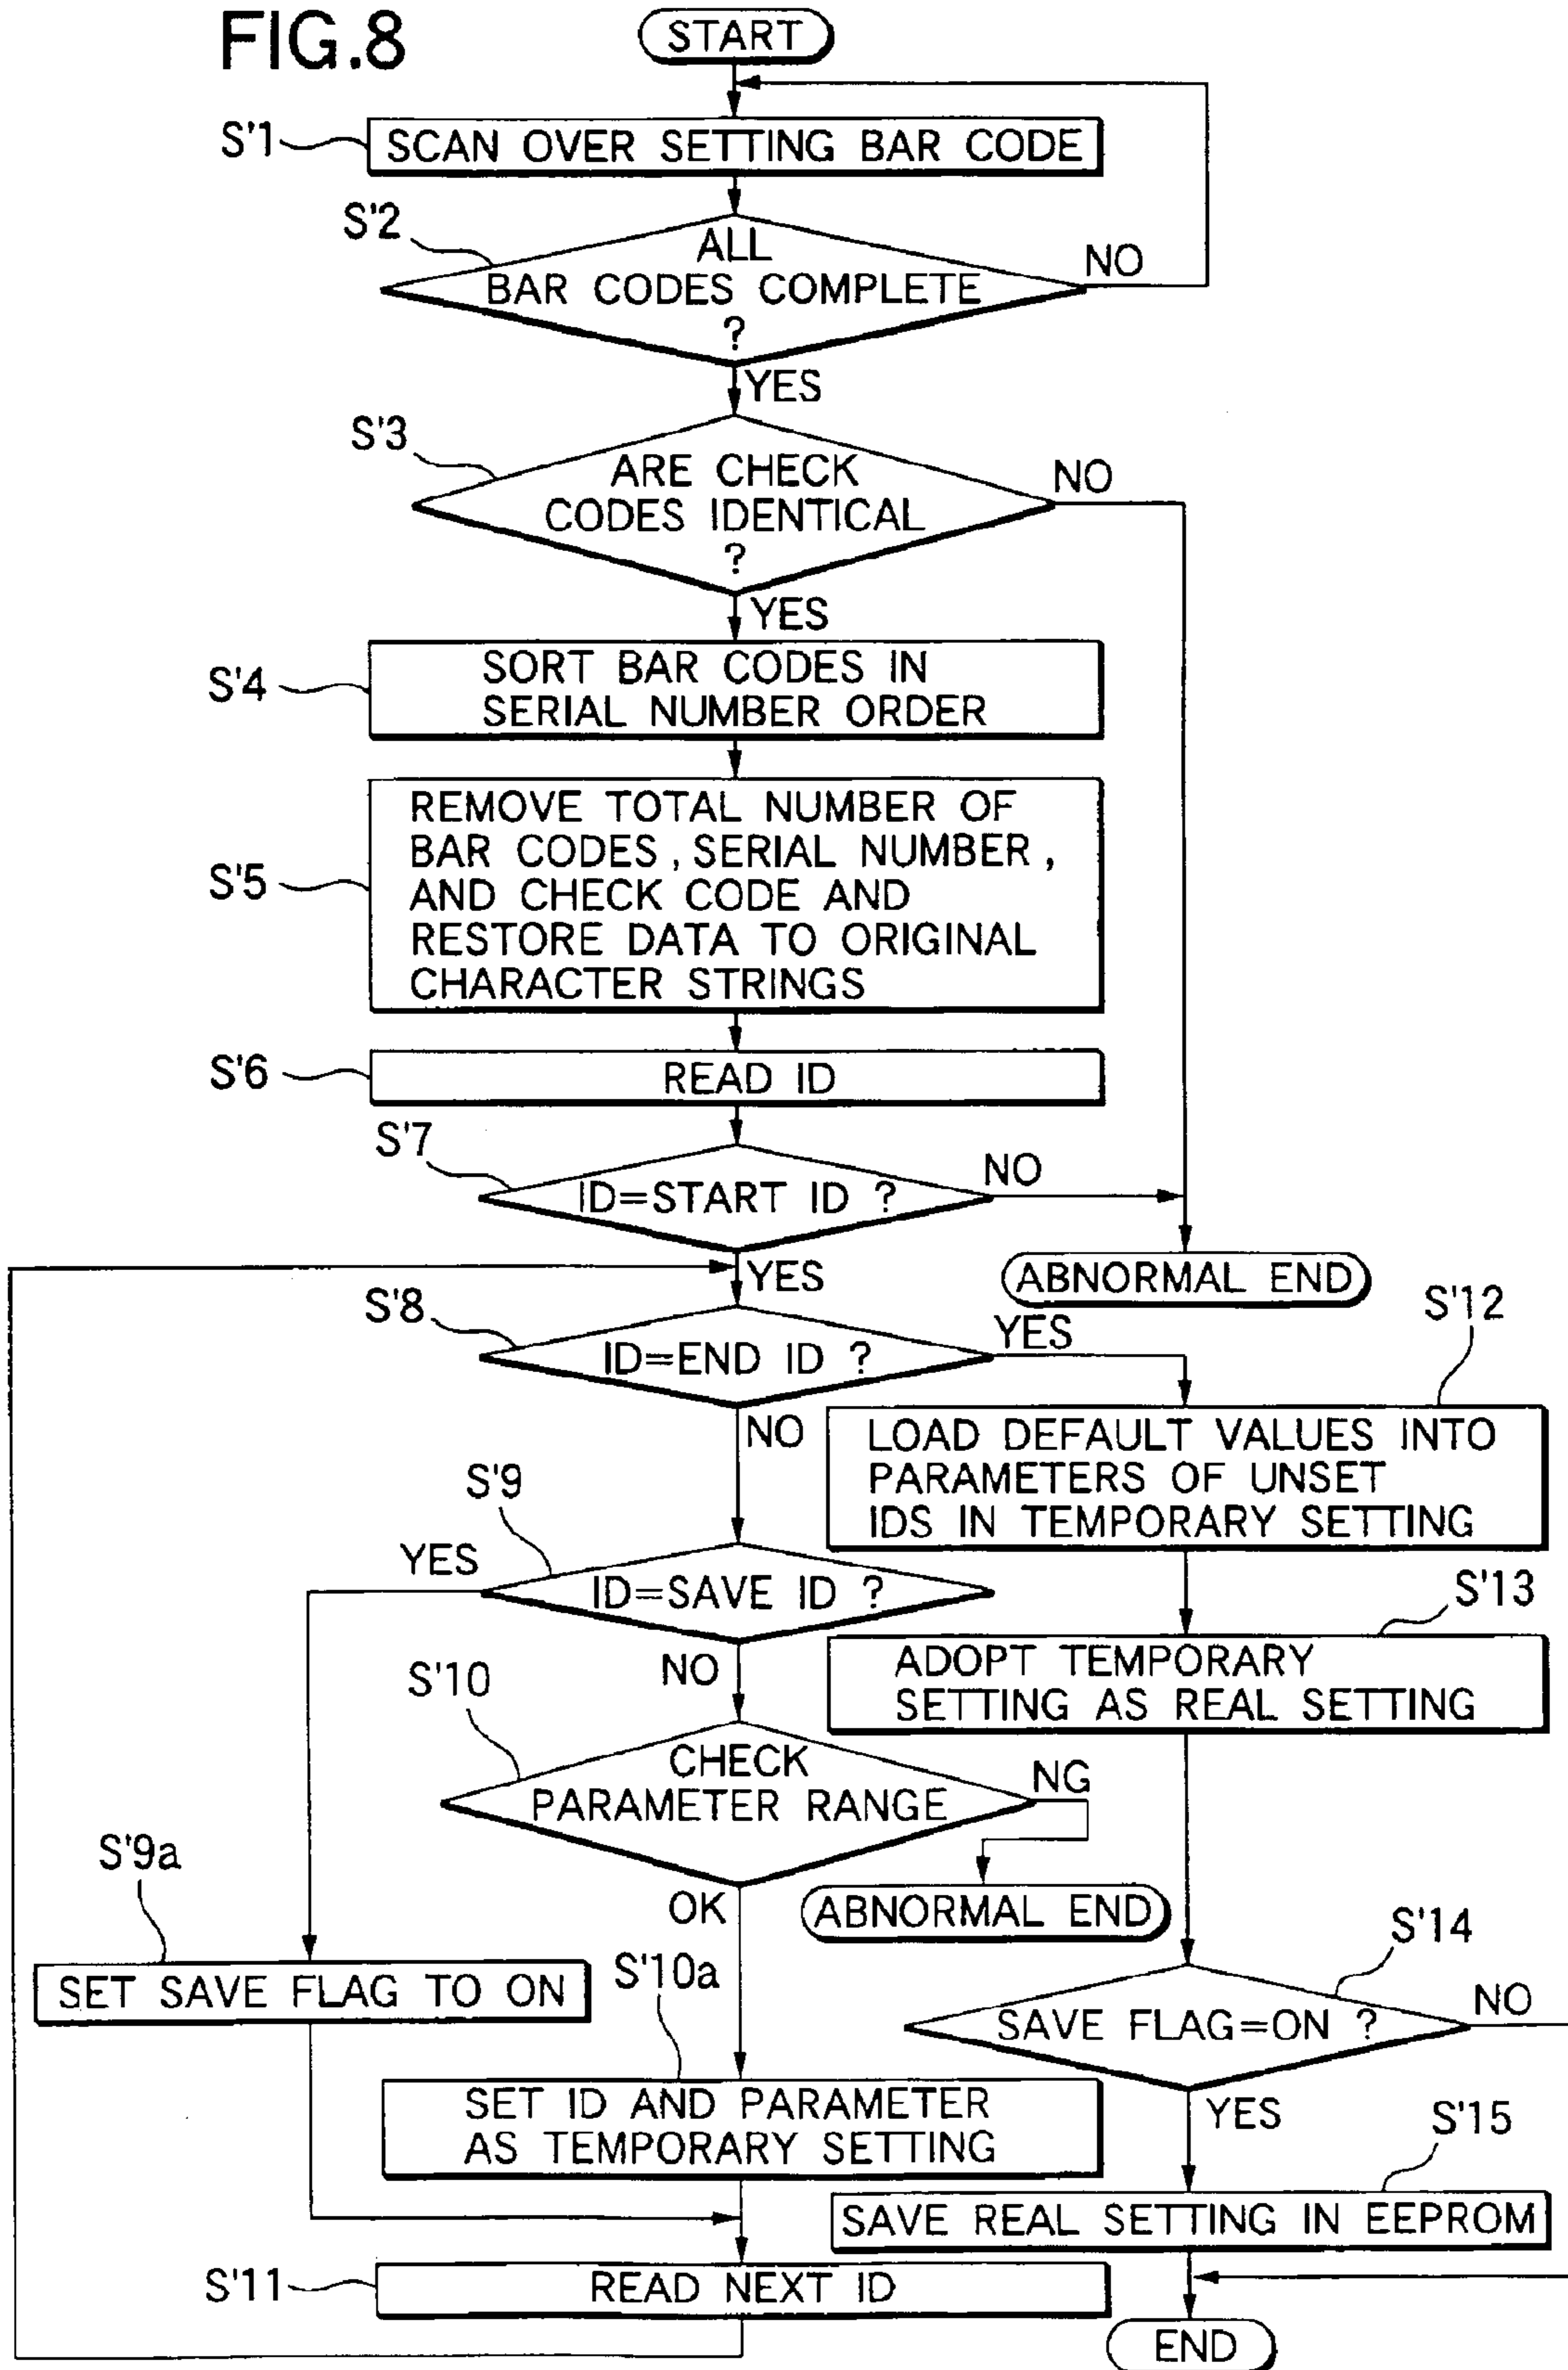 FIG.8
START
S'1
SCAN OVER SETTING BAR CODE
S'2
ALL
BAR CODES COMPLETE
?
NO
YES
S'3
ARE CHECK
CODES IDENTICAL
?
NO
YES
S'4
SORT BAR CODES IN
SERIAL NUMBER ORDER
S'5
REMOVE TOTAL NUMBER OF
BAR CODES, SERIAL NUMBER,
AND CHECK CODE AND
RESTORE DATA TO ORIGINAL
CHARACTER STRINGS
S'6
READ ID
S'7
ID=START ID ?
NO
YES
ABNORMAL END
S'8
ID=END ID ?
YES
NO
S'12
LOAD DEFAULT VALUES INTO
PARAMETERS OF UNSET
IDS IN TEMPORARY SETTING
S'9
YES
ID=SAVE ID ?
NO
S'13
ADOPT TEMPORARY
SETTING AS REAL SETTING
S'10
CHECK
PARAMETER RANGE
NG
OK
ABNORMAL END
S'9a
SET SAVE FLAG TO ON
S'10a
SET ID AND PARAMETER
AS TEMPORARY SETTING
S'14
SAVE FLAG=ON ?
NO
YES
S'15
SAVE REAL SETTING IN EEPROM
S'11
READ NEXT ID
END